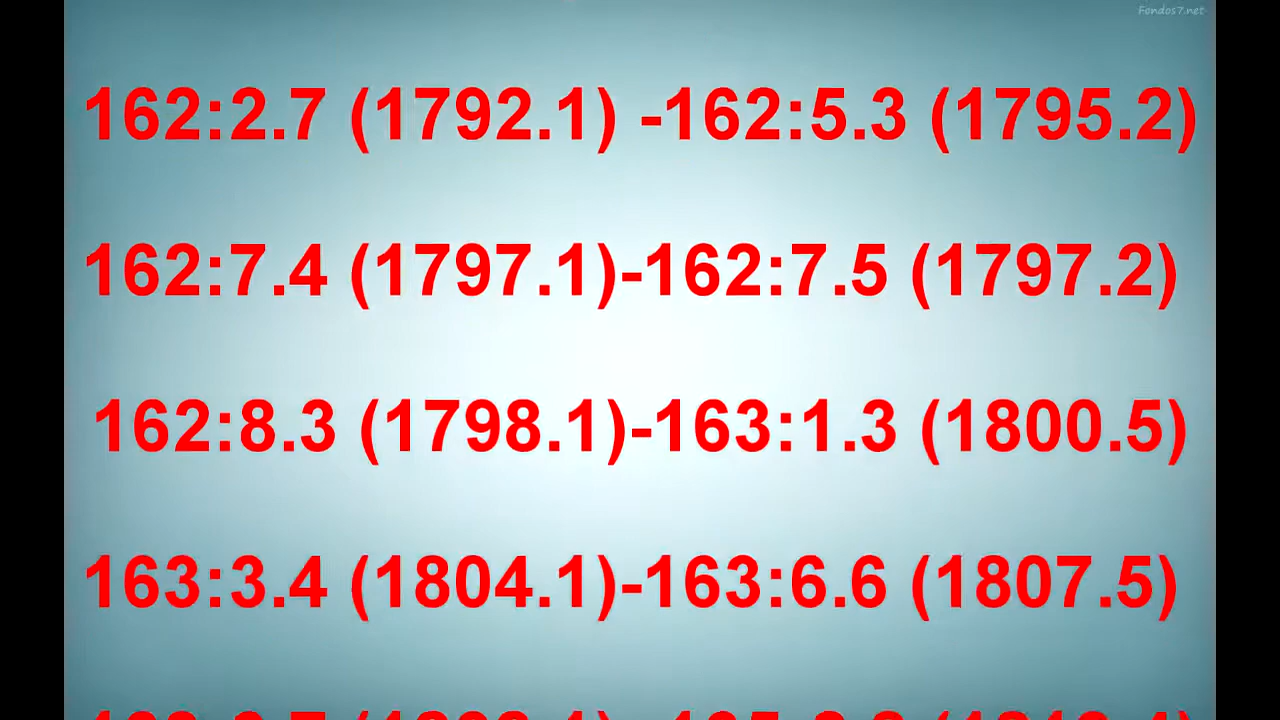 Fondos7.net
162:2.7 (1792.1) -162:5.3 (1795.2)
162:7.4 (1797.1)-162:7.5 (1797.2)
162:8.3 (1798.1)-163:1.3 (1800.5)
163:3.4 (1804.1)-163:6.6 (1807.5)